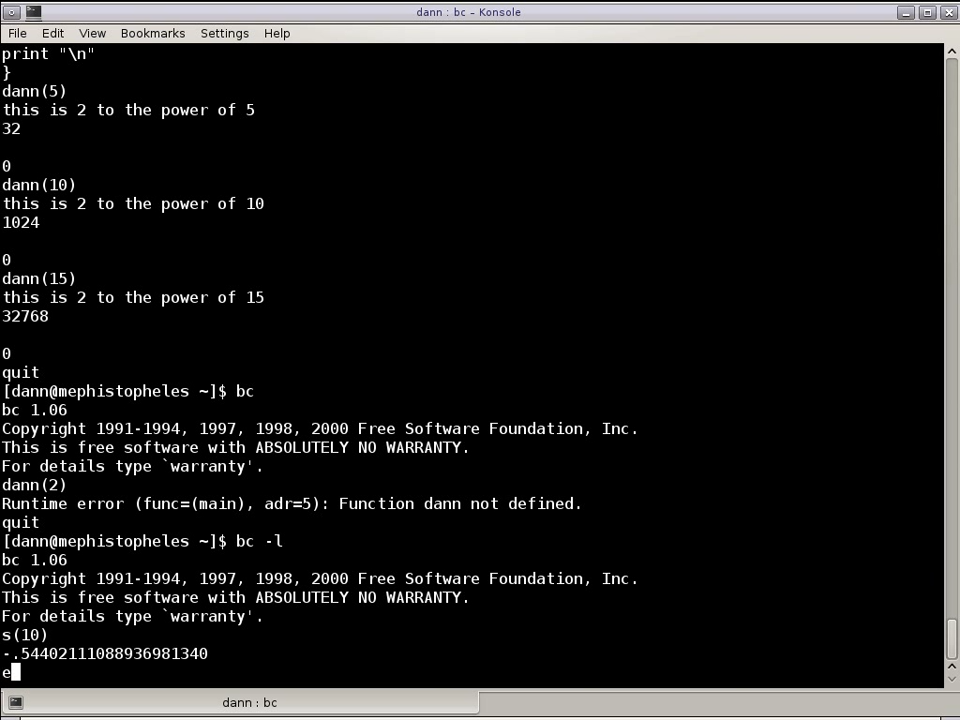 dann : bc - Konsole
File Edit View Bookmarks Settings Help
print "\n"
}
dann(5)
this is 2 to the power of 5
32
0
dann(10)
this is 2 to the power of 10
1024
0
dann(15)
this is 2 to the power of 15
32768
0
quit
[dann@mephistopheles ~]$ bc
bc 1.06
Copyright 1991-1994, 1997, 1998, 2000 Free Software Foundation, Inc.
This is free software with ABSOLUTELY NO WARRANTY.
For details type `warranty'.
dann(2)
Runtime error (func=(main), adr=5): Function dann not defined.
quit
[dann@mephistopheles ~]$ bc -l
bc 1.06
Copyright 1991-1994, 1997, 1998, 2000 Free Software Foundation, Inc.
This is free software with ABSOLUTELY NO WARRANTY.
For details type `warranty'.
s(10)
-.54402111088936981340
e
dann : bc